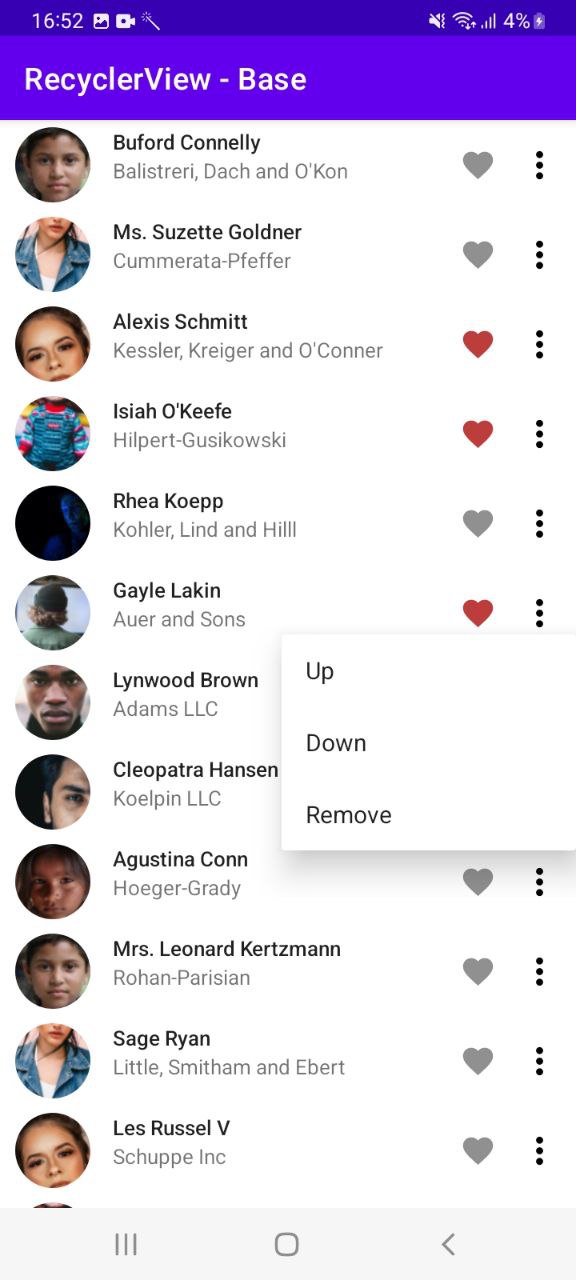 16:52
4%
RecyclerView - Base
Buford Connelly
Balistreri, Dach and O'Kon
Ms. Suzette Goldner
Cummerata-Pfeffer
Alexis Schmitt
Kessler, Kreiger and O'Conner
Isiah O'Keefe
Hilpert-Gusikowski
Rhea Koepp
Kohler, Lind and Hilll
Gayle Lakin
Auer and Sons
Up
Lynwood Brown
Adams LLC
Down
Cleopatra Hansen
Koelpin LLC
Remove
Agustina Conn
Hoeger-Grady
Mrs. Leonard Kertzmann
Rohan-Parisian
Sage Ryan
Little, Smitham and Ebert
Les Russel V
Schuppe Inc